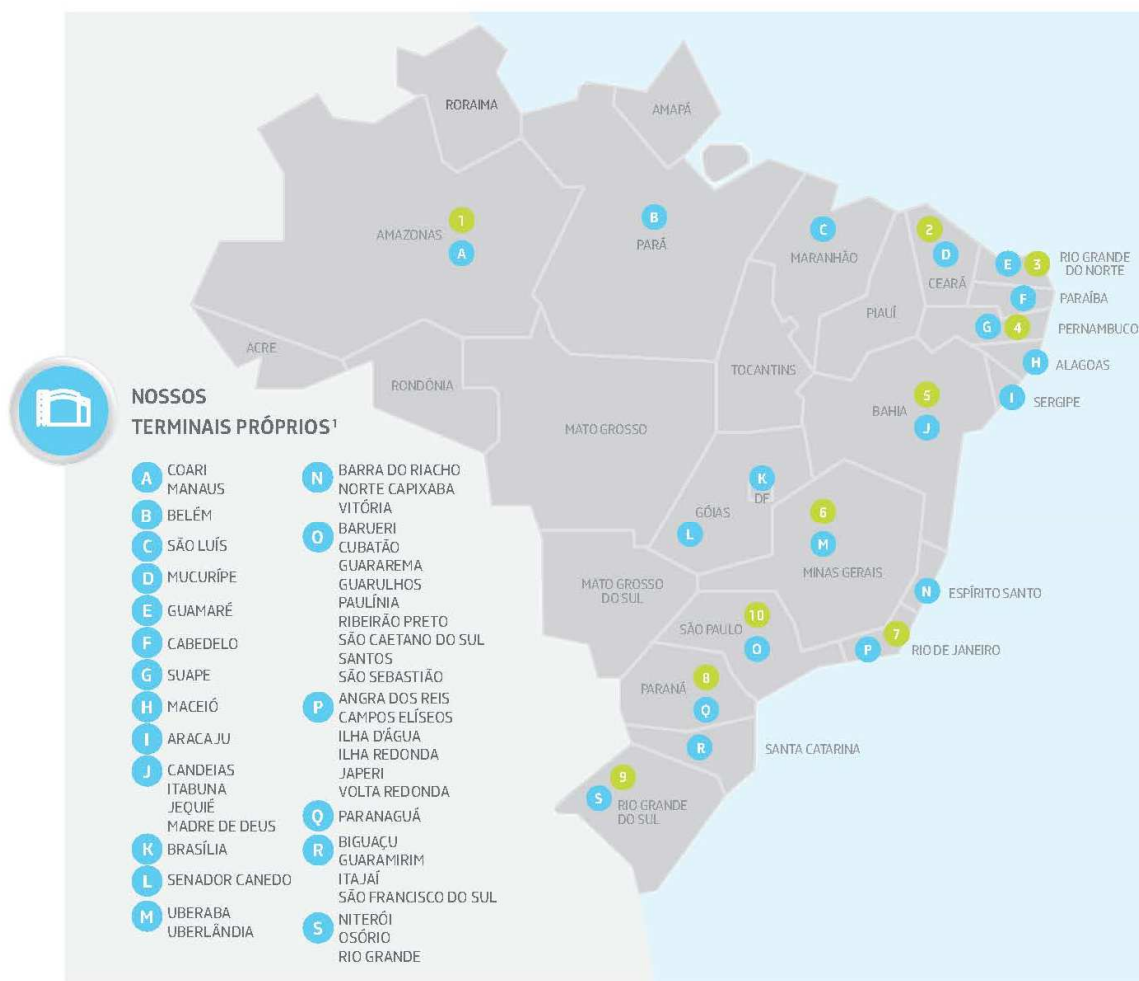 RORAIMA
AMAPÁ
1
AMAZONAS
A
B
PARÁ
C
MARANHÃO
2
D
CEARÁ
E
3
RIO GRANDE
DO NORTE
F
PARAÍBA
PIAUÍ
G
4
PERNAMBUCO
H
ALAGOAS
I
SERGIPE
ACRE
RONDÔNIA
TOCANTINS
MATO GROSSO
5
BAHIA
J
K
DF
GÓIAS
L
6
M
MINAS GERAIS
MATO GROSSO
DO SUL
N
ESPÍRITO SANTO
10
SÃO PAULO
O
7
P
RIO DE JANEIRO
8
PARANÁ
Q
R
SANTA CATARINA
9
S
RIO GRANDE
DO SUL
NOSSOS
TERMINAIS PRÓPRIOS¹
A COARI
MANAUS
B BELÉM
C SÃO LUÍS
D MUCURÍPE
E GUAMARÉ
F CABEDELO
G SUAPE
H MACEIÓ
I ARACAJU
J CANDEIAS
ITABUNA
JEQUIÉ
MADRE DE DEUS
K BRASÍLIA
L SENADOR CANEDO
M UBERABA
UBERLÂNDIA
N BARRA DO RIACHO
NORTE CAPIXABA
VITÓRIA
O BARUERI
CUBATÃO
GUARAREMA
GUARULHOS
PAULÍNIA
RIBEIRÃO PRETO
SÃO CAETANO DO SUL
SANTOS
SÃO SEBASTIÃO
P ANGRA DOS REIS
CAMPOS ELÍSEOS
ILHA D'ÁGUA
ILHA REDONDA
JAPERI
VOLTA REDONDA
Q PARANAGUÁ
R BIGUAÇU
GUARAMIRIM
ITAJAÍ
SÃO FRANCISCO DO SUL
S NITERÓI
OSÓRIO
RIO GRANDE